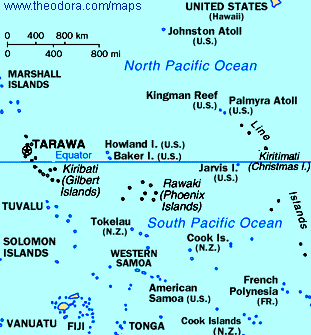 www.theodora.com/maps
UNITED STATES
(Hawaii)
400 800 km
400 800 mi
Johnston Atoll
(U.S.)
North Pacific Ocean
MARSHALL
ISLANDS
Kingman Reef
(U.S.)
Palmyra Atoll
(U.S.)
Line
TARAWA
Howland I. (U.S.)
Equator
Baker I. (U.S.)
Kiritimati
(Christmas I.)
Jarvis I.
(U.S.)
Kiribati
(Gilbert
Islands)
Rawaki
(Phoenix
Islands)
Islands
TUVALU
Tokelau
(N.Z.)
South Pacific Ocean
SOLOMON
ISLANDS
Cook Is.
(N.Z.)
WESTERN
SAMOA
American
Samoa (U.S.)
French
Polynesia
(FR.)
VANUATU
FIJI
TONGA
Cook Islands
(N.Z.)